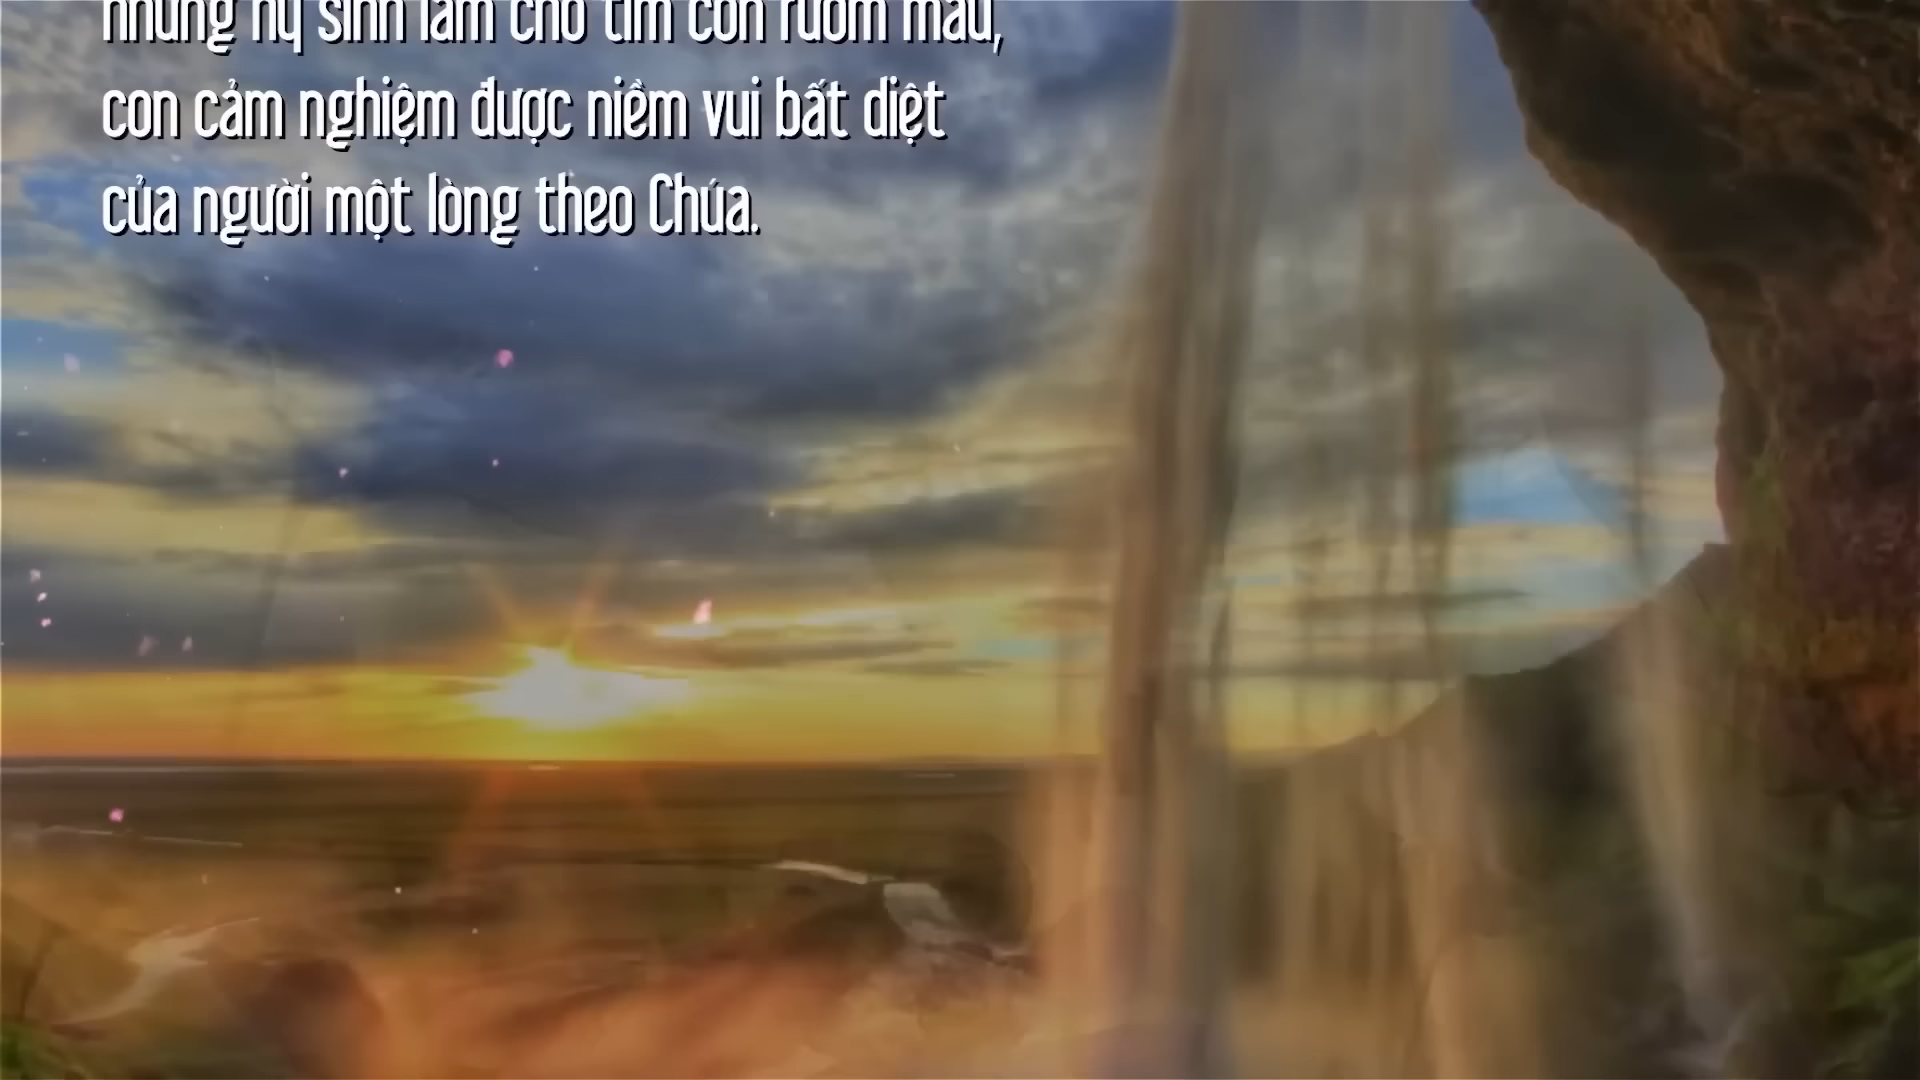 những hy sinh làm cho tim con rướm máu,
con cảm nghiệm được niềm vui bất diệt
của người một lòng theo Chúa.